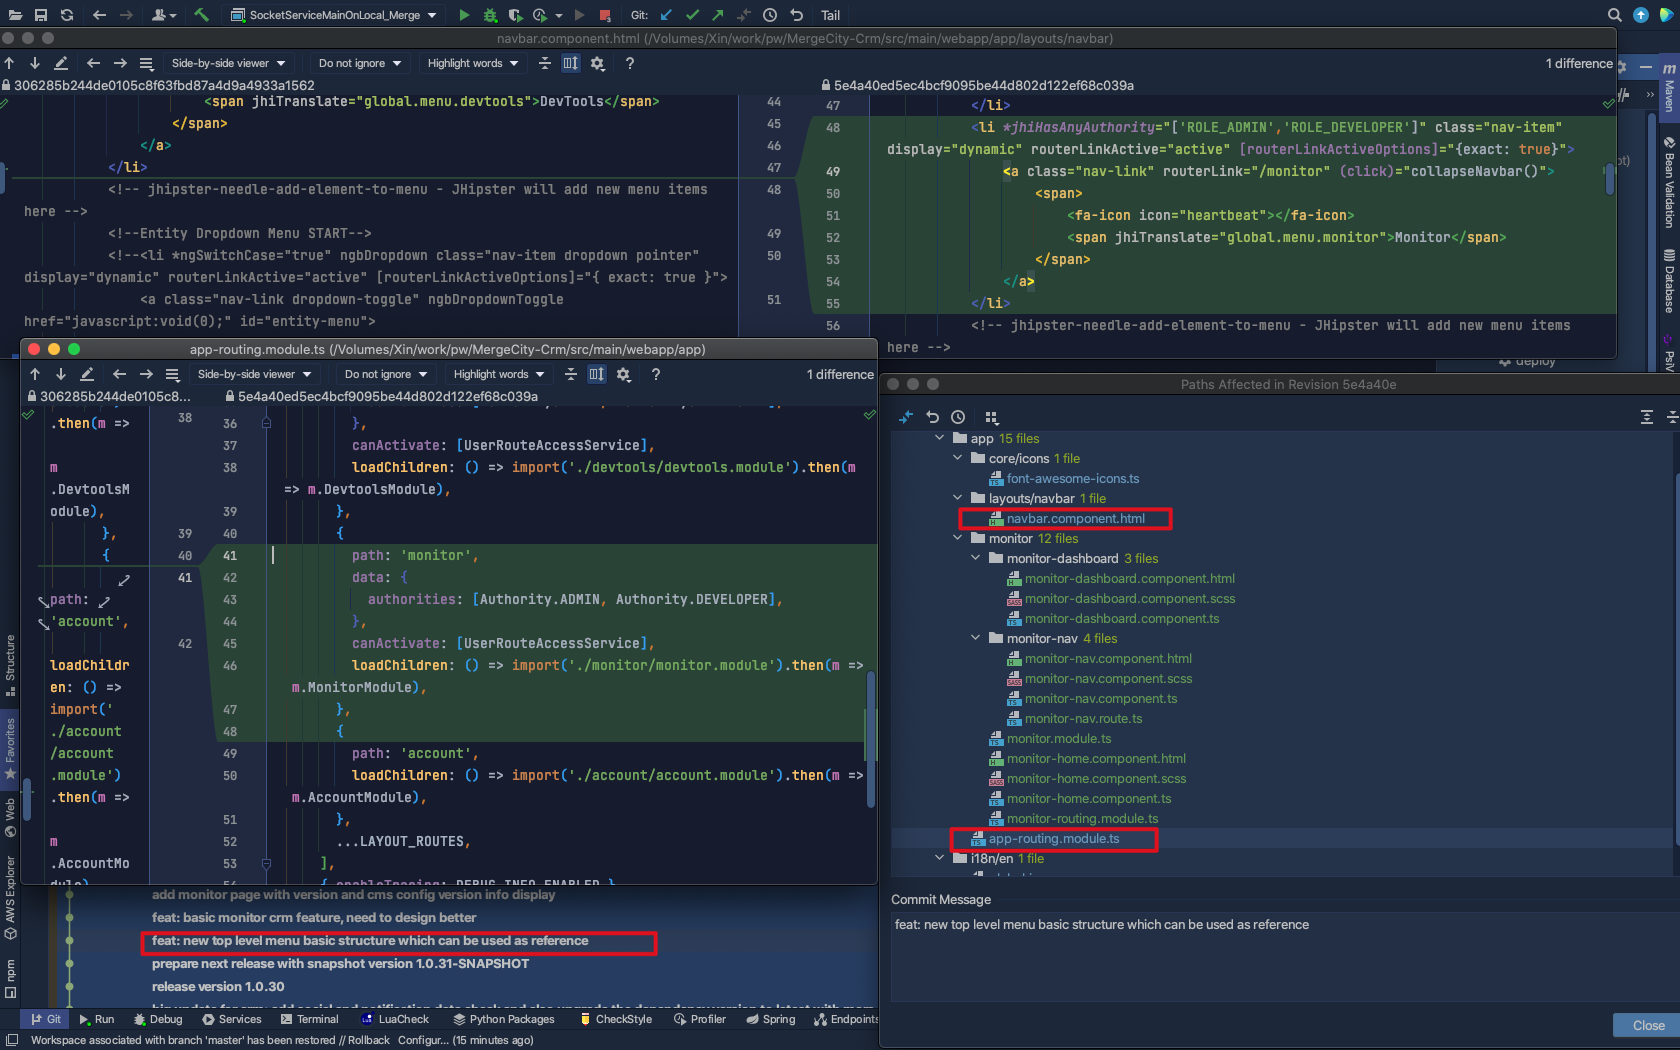 SocketServiceMainOnLocal_Merge
Git:
Tail
navbar.component.html (/Volumes/Xin/work/pw/MergeCity-Crm/src/main/webapp/app/layouts/navbar)
Side-by-side viewer
Do not ignore
Highlight words
?
1 difference
306285b244de0105c8f63fbd87a4d9a4933a1562
5e4a40ed5ec4bcf9095be44d802d122ef68c039a
<span jhiTranslate="global.menu.devtools">DevTools</span>
44
</span>
45
</a>
46
</li>
47
<!-- jhipster-needle-add-element-to-menu - JHipster will add new menu items
48
here -->
<!--Entity Dropdown Menu START-->
49
<!--<li *ngSwitchCase="true" ngbDropdown class="nav-item dropdown pointer"
50
display="dynamic" routerLinkActive="active" [routerLinkActiveOptions]="{ exact: true }">
<a class="nav-link dropdown-toggle" ngbDropdownToggle
51
href="javascript:void(0);" id="entity-menu">
47 </li>
48 <li *jhiHasAnyAuthority="['ROLE_ADMIN','ROLE_DEVELOPER']" class="nav-item"
display="dynamic" routerLinkActive="active" [routerLinkActiveOptions]="{exact: true}">
49 <a class="nav-link" routerLink="/monitor" (click)="collapseNavbar()">
50 <span>
51 <fa-icon icon="heartbeat"></fa-icon>
52 <span jhiTranslate="global.menu.monitor">Monitor</span>
53 </span>
54 </a>
55 </li>
56 <!-- jhipster-needle-add-element-to-menu - JHipster will add new menu items
here -->
deploy
Maven
Bean Validation
Database
app-routing.module.ts (/Volumes/Xin/work/pw/MergeCity-Crm/src/main/webapp/app)
Side-by-side viewer
Do not ignore
Highlight words
?
1 difference
306285b244de0105c8...
5e4a40ed5ec4bcf9095be44d802d122ef68c039a
.then(m =>
38
m
.DevtoolsM
odule),
},
39
{
40
41
path:
'account',
42
loadChildr
en: () =>
import('
./account
/account
.module')
.then(m =>
m
.AccountMo
dule)
36 },
37 canActivate: [UserRouteAccessService],
38 loadChildren: () => import('./devtools/devtools.module').then(m
=> m.DevtoolsModule),
39 },
40 {
41 path: 'monitor',
42 data: {
43 authorities: [Authority.ADMIN, Authority.DEVELOPER],
44 },
45 canActivate: [UserRouteAccessService],
46 loadChildren: () => import('./monitor/monitor.module').then(m =>
m.MonitorModule),
47 },
48 {
49 path: 'account',
50 loadChildren: () => import('./account/account.module').then(m =>
m.AccountModule),
51 },
52 ...LAYOUT_ROUTES,
53 ],
54 { enableTracing: DEBUG_INFO_ENABLED }
Paths Affected in Revision 5e4a40e
app 15 files
core/icons 1 file
font-awesome-icons.ts
layouts/navbar 1 file
navbar.component.html
monitor 12 files
monitor-dashboard 3 files
monitor-dashboard.component.html
monitor-dashboard.component.scss
monitor-dashboard.component.ts
monitor-nav 4 files
monitor-nav.component.html
monitor-nav.component.scss
monitor-nav.component.ts
monitor-nav.route.ts
monitor.module.ts
monitor-home.component.html
monitor-home.component.scss
monitor-home.component.ts
monitor-routing.module.ts
app-routing.module.ts
i18n/en 1 file
Commit Message
feat: new top level menu basic structure which can be used as reference
Close
Structure
Favorites
Web
AWS Explorer
npm
add monitor page with version and cms config version info display
feat: basic monitor crm feature, need to design better
feat: new top level menu basic structure which can be used as reference
prepare next release with snapshot version 1.0.31-SNAPSHOT
release version 1.0.30
Git
Run
Debug
Services
Terminal
LuaCheck
Python Packages
CheckStyle
Profiler
Spring
Endpoints
Workspace associated with branch 'master' has been restored // Rollback Configur... (15 minutes ago)